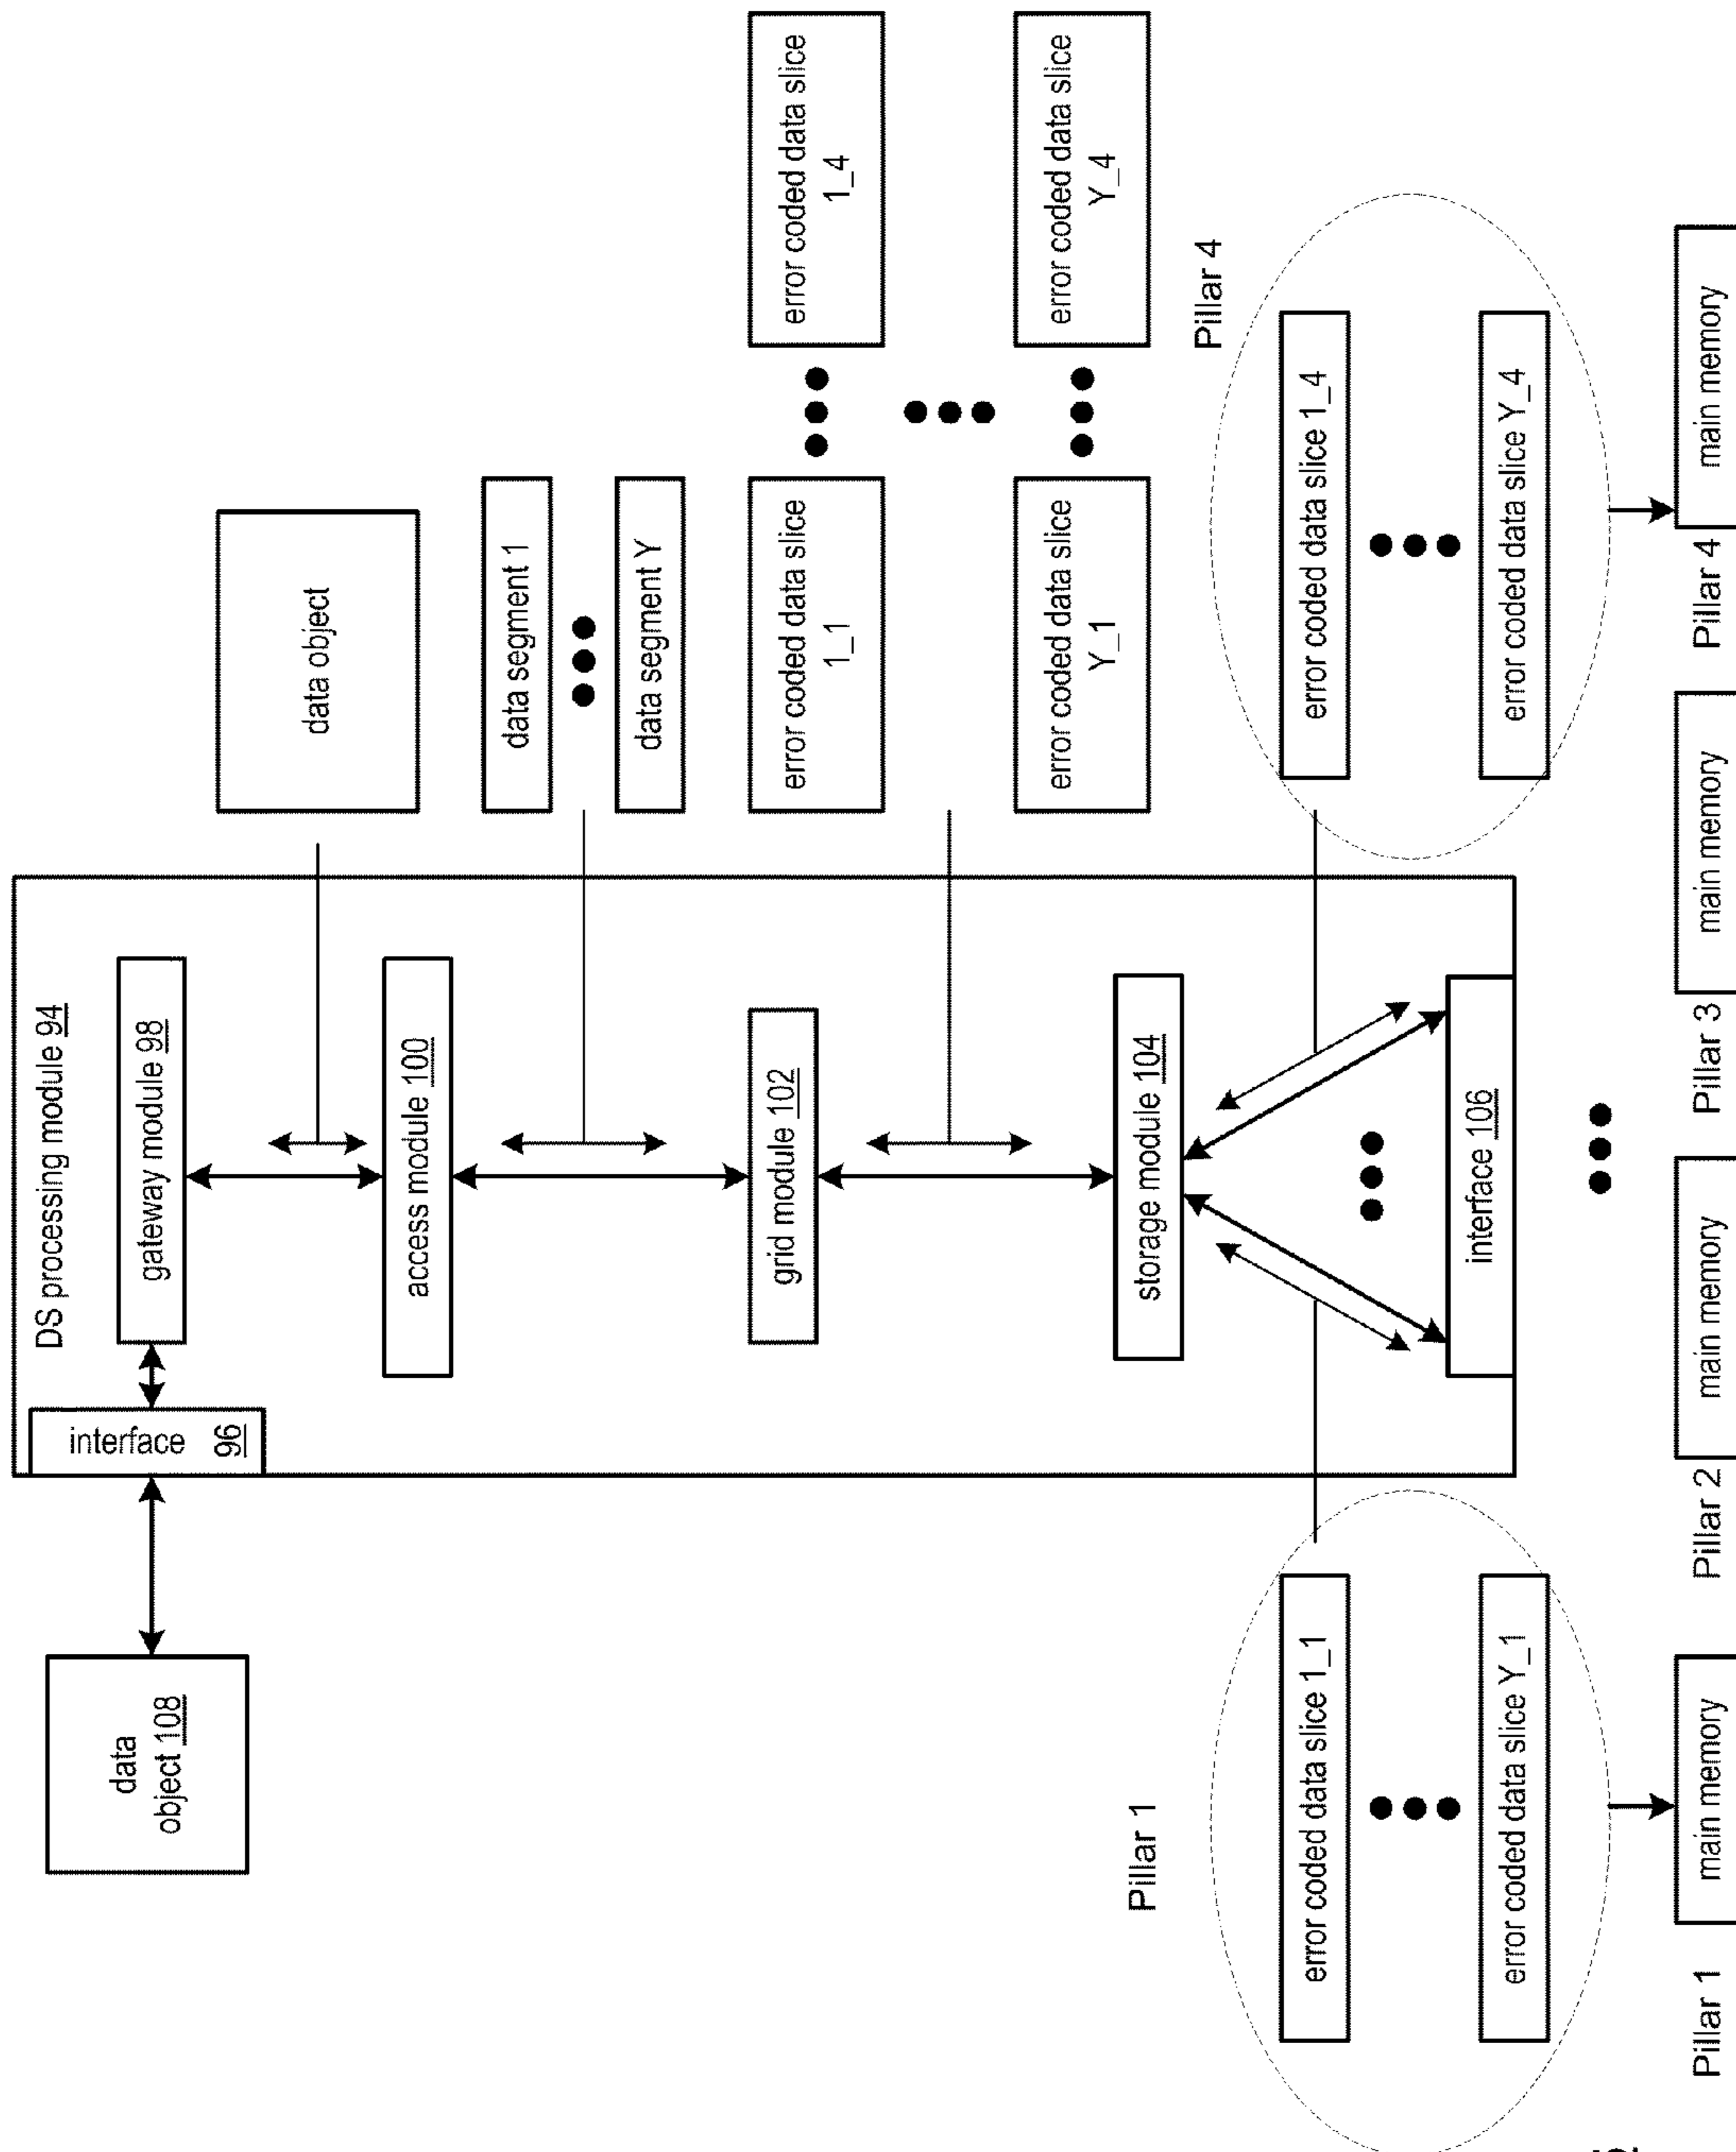 DS processing module 94
data
object 108
interface 96
gateway module 98
data object
access module 100
data segment 1
data segment Y
grid module 102
error coded data slice
1_1
error coded data slice
1_4
error coded data slice
Y_1
error coded data slice
Y_4
storage module 104
Pillar 1
Pillar 4
error coded data slice 1_1
error coded data slice Y_1
interface 106
error coded data slice 1_4
error coded data slice Y_4
Pillar 1
main memory
Pillar 2
main memory
Pillar 3
main memory
Pillar 4
main memory